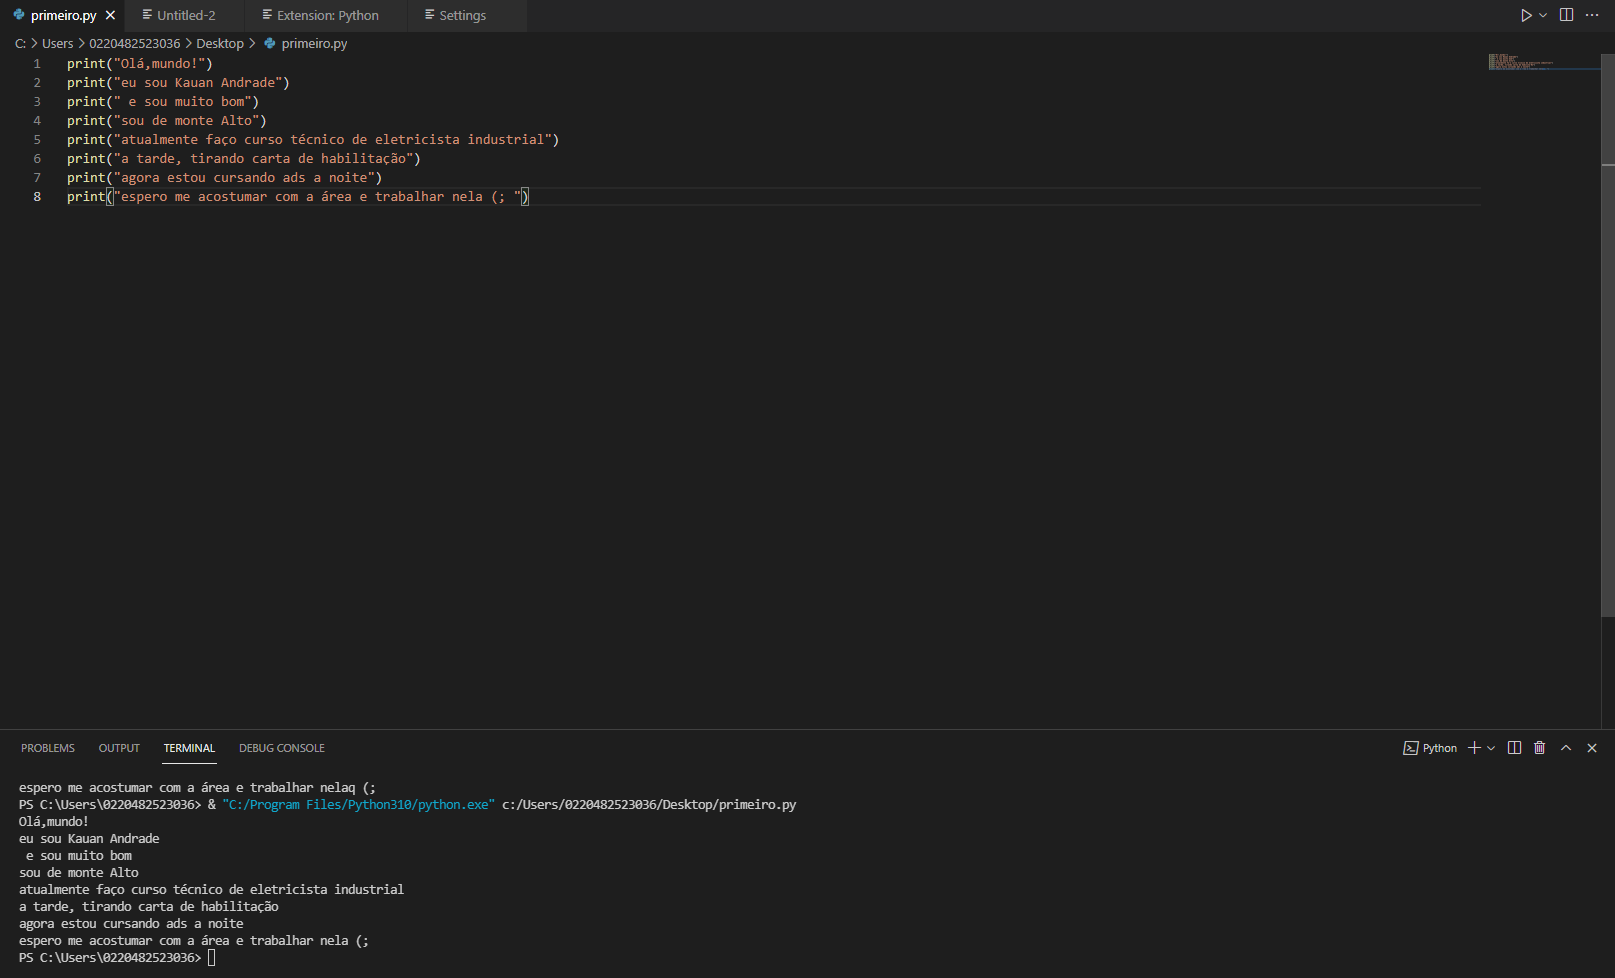 primeiro.py Untitled-2 Extension: Python Settings
C: > Users > 0220482523036 > Desktop > primeiro.py
1 print("Olá,mundo!")
2 print("eu sou Kauan Andrade")
3 print(" e sou muito bom")
4 print("sou de monte Alto")
5 print("atualmente faço curso técnico de eletricista industrial")
6 print("a tarde, tirando carta de habilitação")
7 print("agora estou cursando ads a noite")
8 print("espero me acostumar com a área e trabalhar nela (; ")
PROBLEMS OUTPUT TERMINAL DEBUG CONSOLE Python
espero me acostumar com a área e trabalhar nelaq (;
PS C:\Users\0220482523036> & "C:/Program Files/Python310/python.exe" c:/Users/0220482523036/Desktop/primeiro.py
Olá,mundo!
eu sou Kauan Andrade
 e sou muito bom
sou de monte Alto
atualmente faço curso técnico de eletricista industrial
a tarde, tirando carta de habilitação
agora estou cursando ads a noite
espero me acostumar com a área e trabalhar nela (;
PS C:\Users\0220482523036>